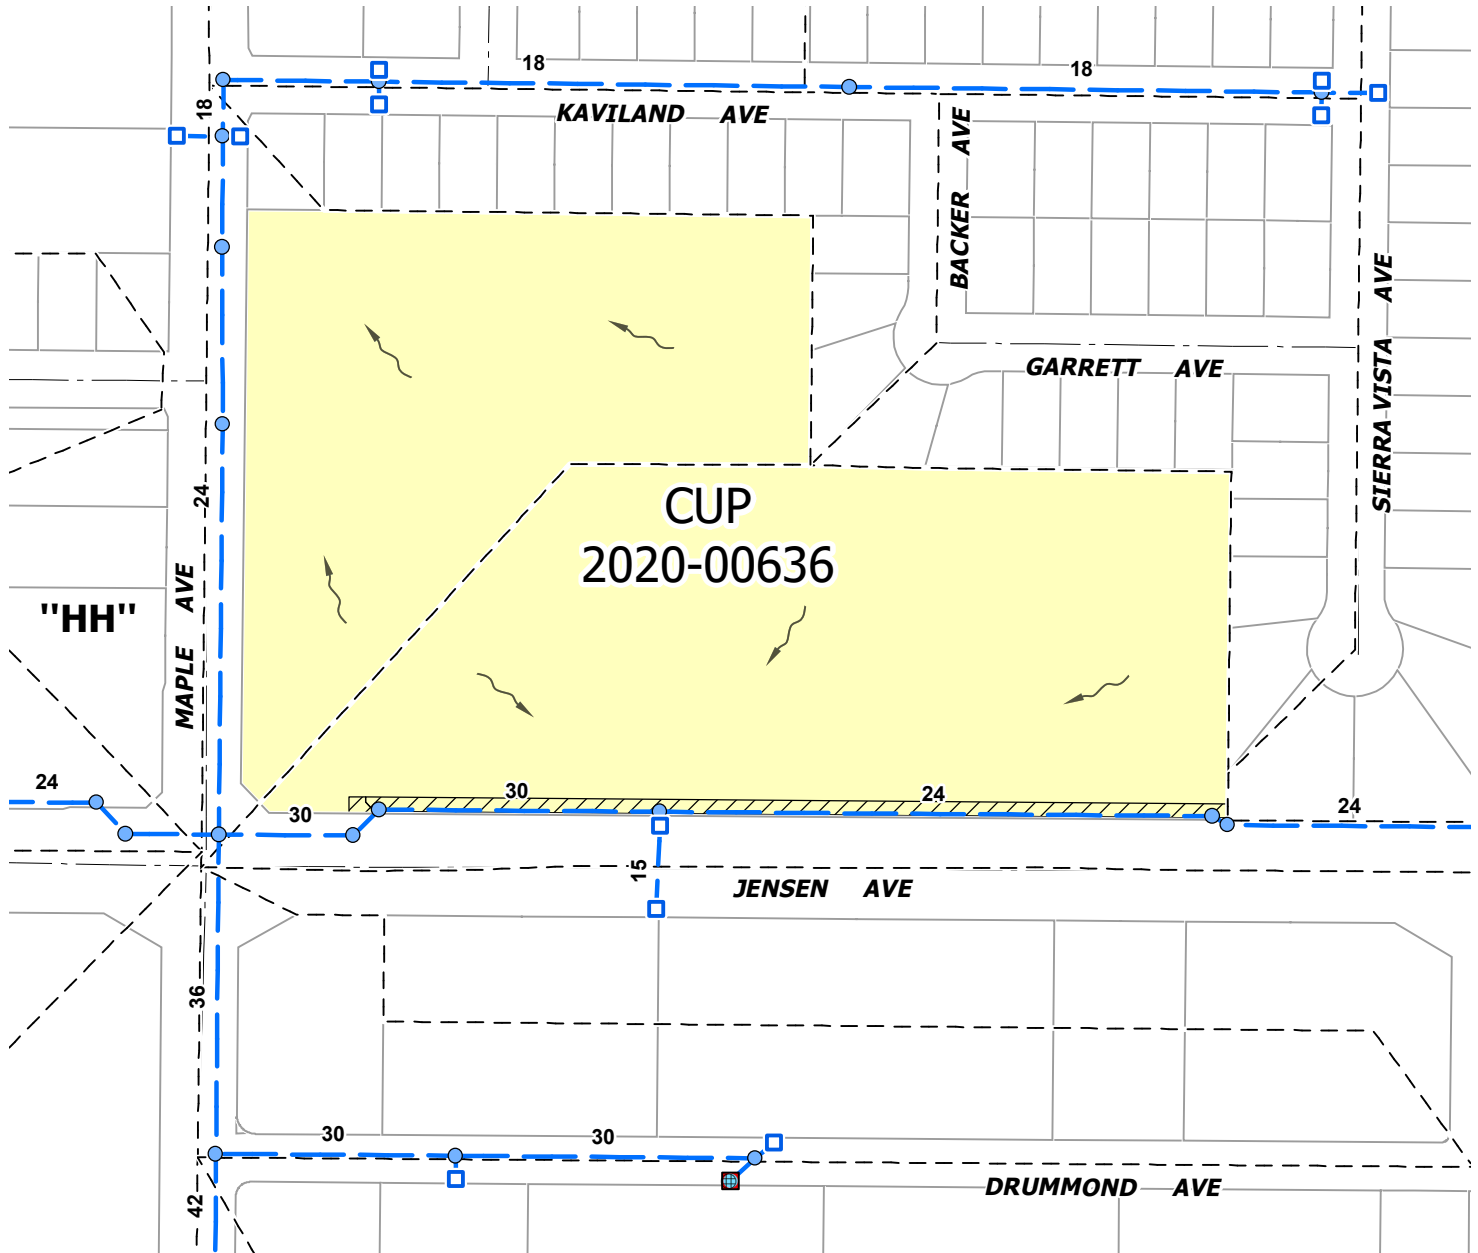 18
18
18
KAVILAND AVE
BACKER AVE
GARRETT AVE
SIERRA VISTA AVE
24
CUP
2020-00636
MAPLE AVE
"HH"
24
30
30
24
24
15
JENSEN AVE
36
30
30
DRUMMOND AVE
42